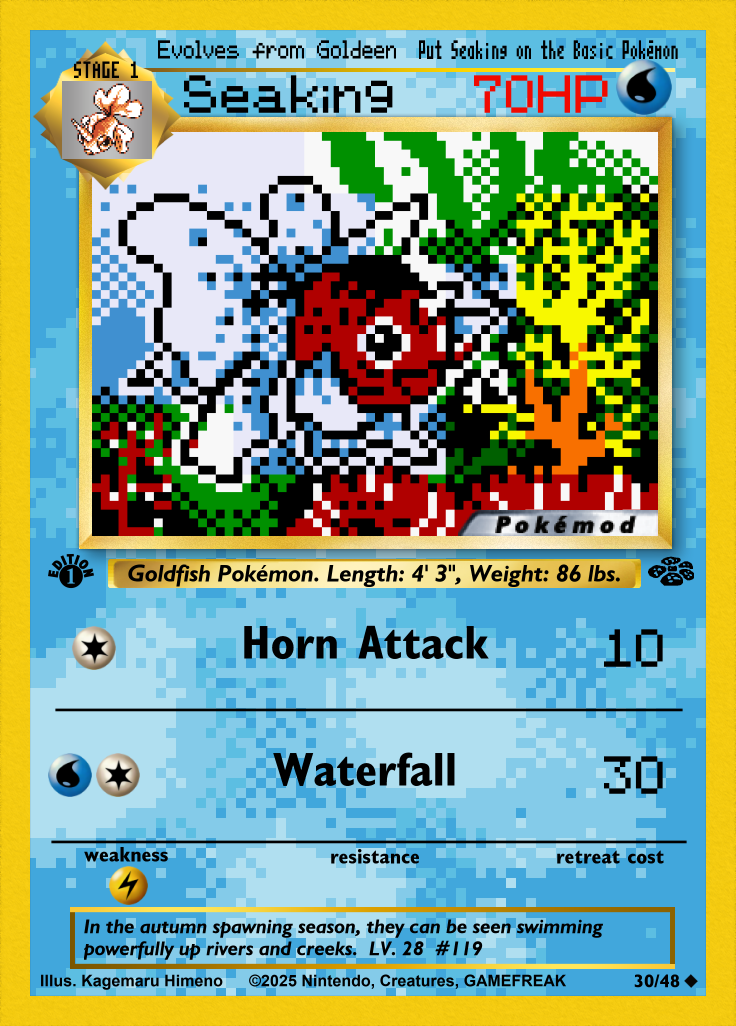 Evolves from Goldeen Put Seaking on the Basic Pokémon
STAGE 1
Seaking 70HP
Pokémod
EDITION 1
Goldfish Pokémon. Length: 4' 3", Weight: 86 lbs.
Horn Attack 10
Waterfall 30
weakness resistance retreat cost
In the autumn spawning season, they can be seen swimming
powerfully up rivers and creeks. LV. 28 #119
Illus. Kagemaru Himeno ©2025 Nintendo, Creatures, GAMEFREAK 30/48